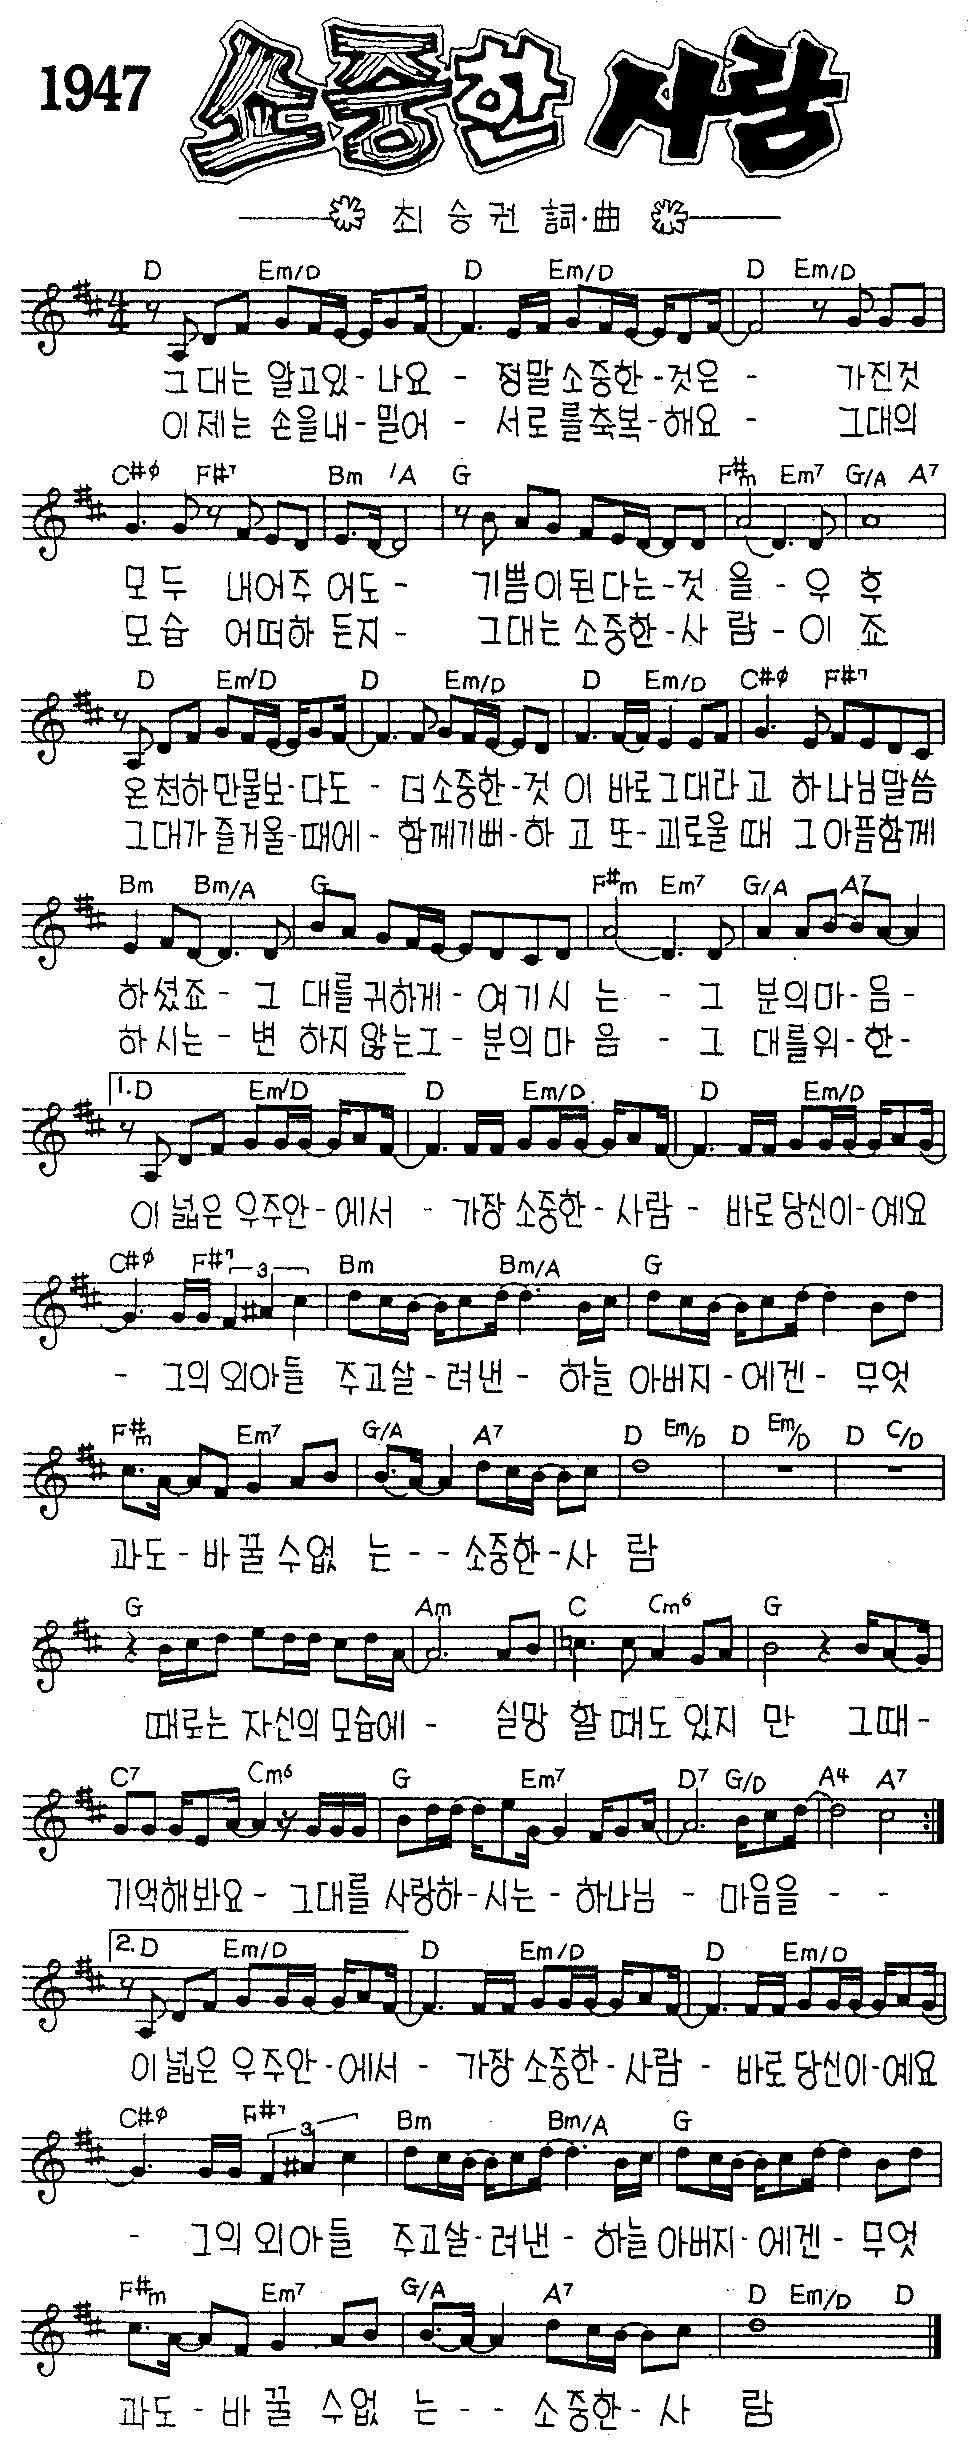 1947 소중한 사람
최승권 詞·曲
D Em/D D Em/D D Em/D
그대는 알고있-나요 - 정말소중한-것은 - 가진것
이제는 손을내-밀어 - 서로를축복-해요 - 그대의
C#ø F#7 Bm /A G F#m Em7 G/A A7
모두 내어주 어도- 기쁨이된다는-것 을-우 후
모습 어떠하 든지- 그대는소중한-사 람-이 죠
D Em/D D Em/D D Em/D C#ø F#7
온천하만물보-다도 - 더소중한-것 이 바로그대라고 하나님말씀
그대가즐거울-때에- 함께기뻐-하 고 또-괴로울때 그아픔함께
Bm Bm/A G F#m Em7 G/A A7
하셨죠- 그 대를귀하게-여기시 는 - 그 분의마-음-
하시는- 변 하지않는그-분의마 음 - 그 대를위-한-
1. D Em/D D Em/D D Em/D
이넓은 우주안-에서 - 가장소중한-사람- 바로당신이-예요
C#ø F#7 3 Bm Bm/A G
- 그의외아들 주고살-려낸- 하늘 아버지-에겐- 무엇
F#m Em7 G/A A7 D Em/D D Em/D D C/D
과도-바꿀수없 는--소중한-사 람
G Am C Cm6 G
때로는 자신의모습에- 실망 할때도있지 만 그때-
C7 Cm6 G Em7 D7 G/D A4 A7
기억해봐요- 그대를 사랑하-시는-하나님 - 마음을 - -
2. D Em/D D Em/D D Em/D
이넓은 우주안-에서- 가장소중한-사람- 바로당신이-예요
C#ø F#7 3 Bm Bm/A G
- 그의외아들 주고살-려낸- 하늘아버지-에겐- 무엇
F#m Em7 G/A A7 D Em/D D
과도-바꿀 수없 는 - - 소중한-사 람